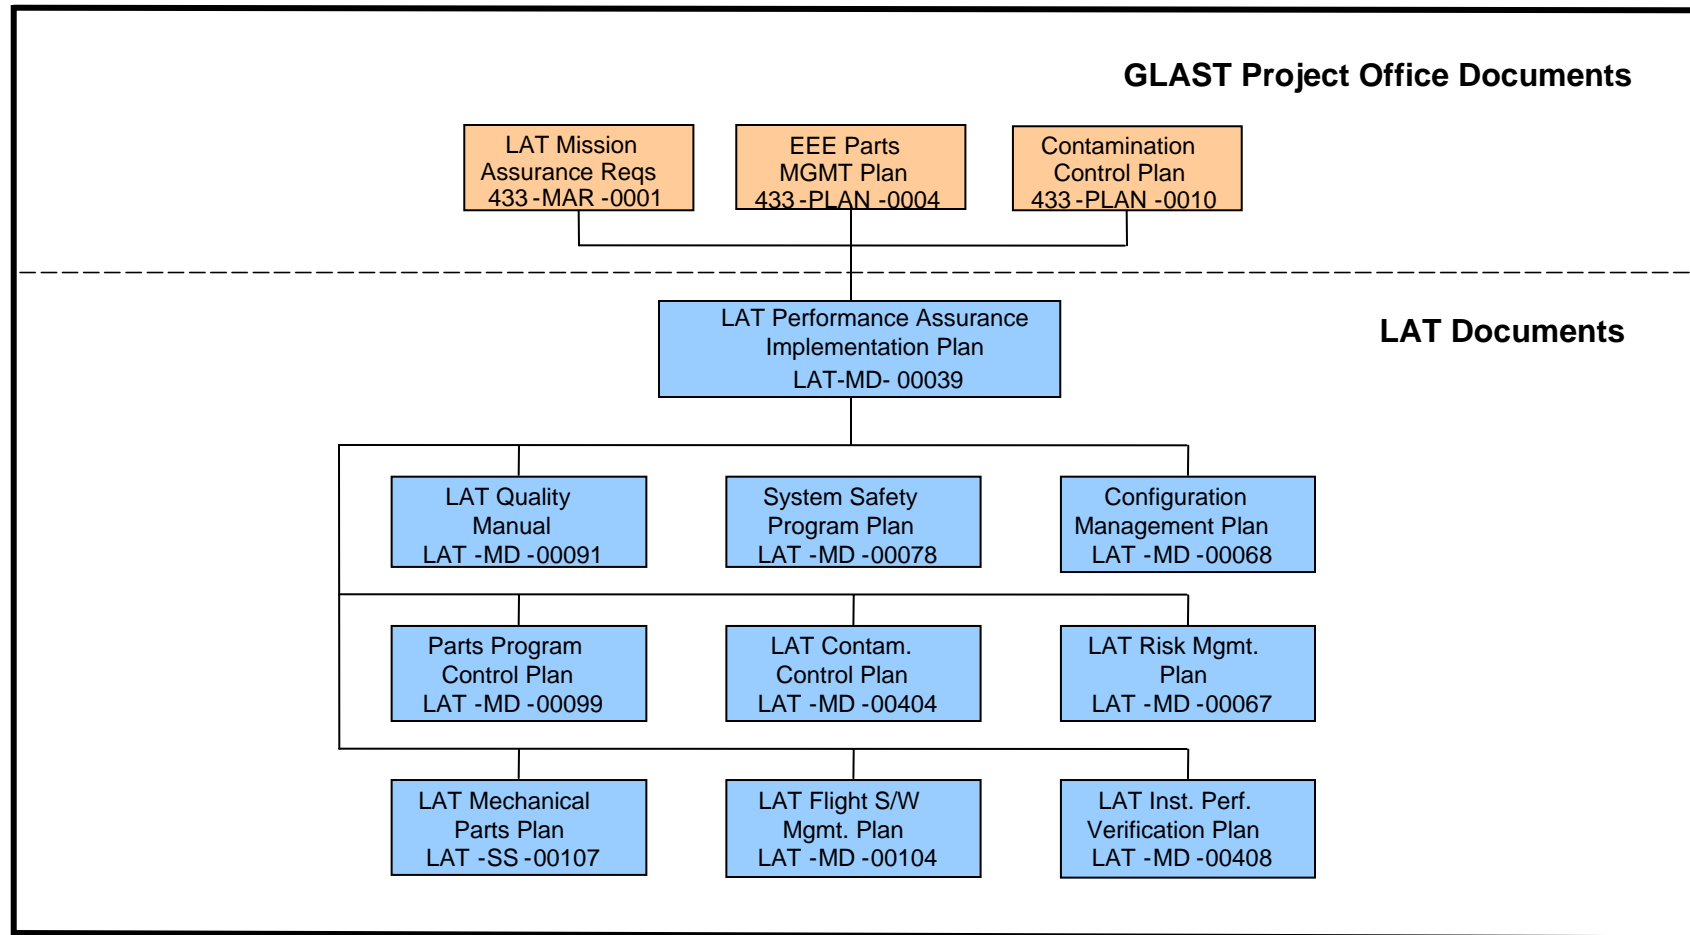 GLAST Project Office Documents
LAT Mission
Assurance Reqs
433 -MAR -0001
EEE Parts
MGMT Plan
433 -PLAN -0004
Contamination
Control Plan
433 -PLAN -0010
LAT Performance Assurance
Implementation Plan
LAT-MD- 00039
LAT Documents
LAT Quality
Manual
LAT -MD -00091
System Safety
Program Plan
LAT -MD -00078
Configuration
Management Plan
LAT -MD -00068
Parts Program
Control Plan
LAT -MD -00099
LAT Contam.
Control Plan
LAT -MD -00404
LAT Risk Mgmt.
Plan
LAT -MD -00067
LAT Mechanical
Parts Plan
LAT -SS -00107
LAT Flight S/W
Mgmt. Plan
LAT -MD -00104
LAT Inst. Perf.
Verification Plan
LAT -MD -00408